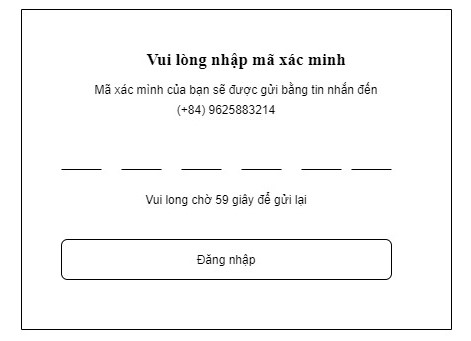 Vui lòng nhập mã xác minh
Mã xác mình của bạn sẽ được gửi bằng tin nhắn đến
(+84) 9625883214
Vui long chờ 59 giây để gửi lại
Đăng nhập